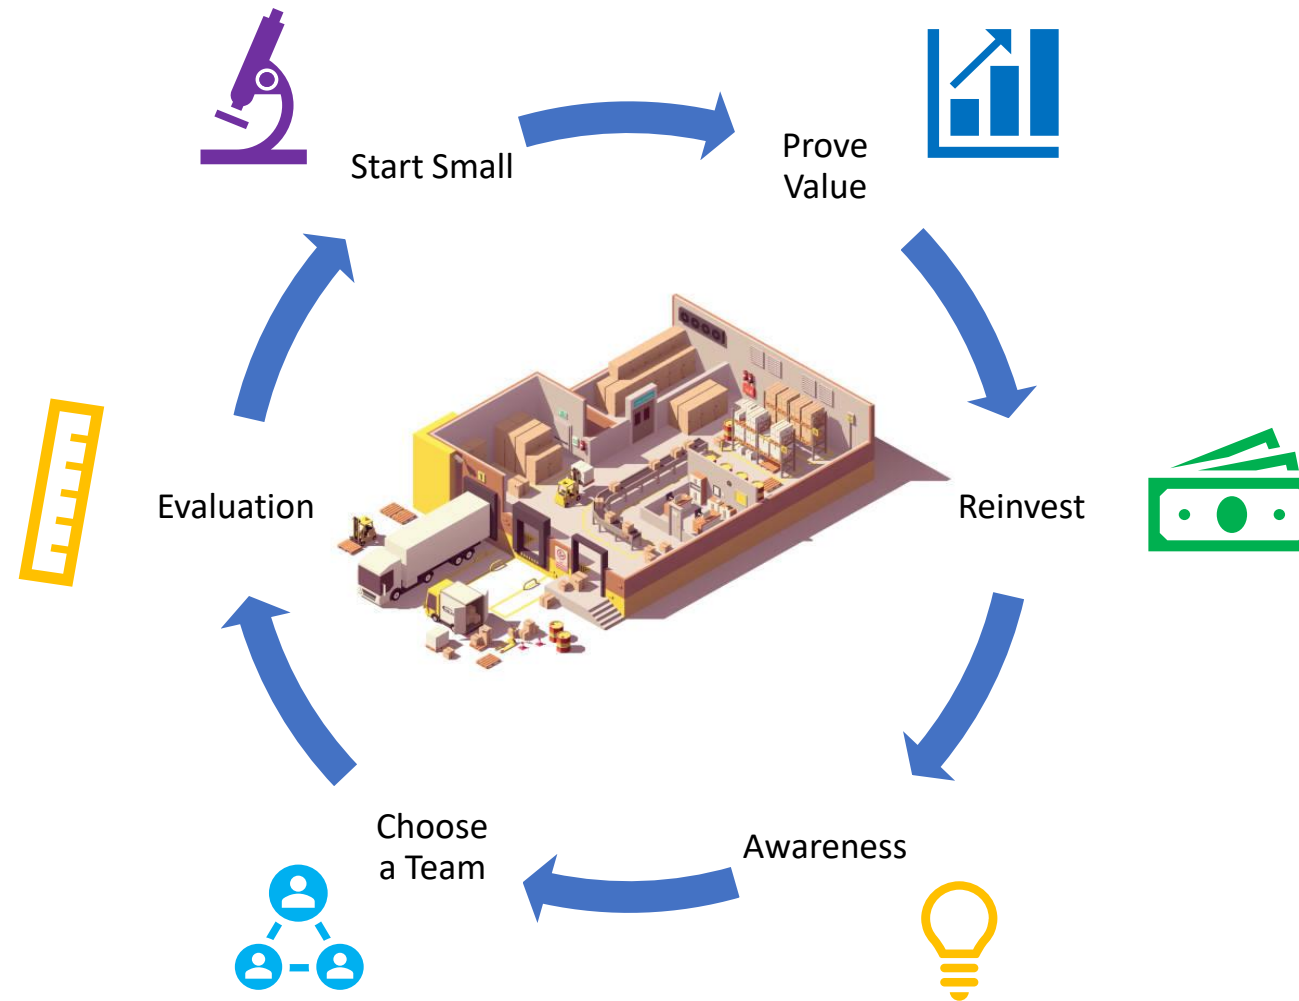 Start Small
Prove
Value
Evaluation
Reinvest
Choose
a Team
Awareness